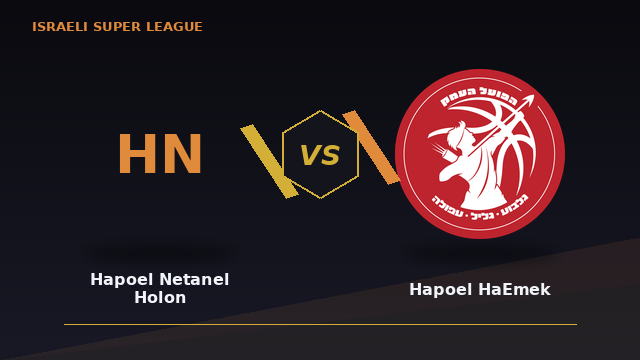 ISRAELI SUPER LEAGUE
HN
VS
הפועל העמק
גלבוע · גליל · עפולה
Hapoel Netanel
Holon
Hapoel HaEmek